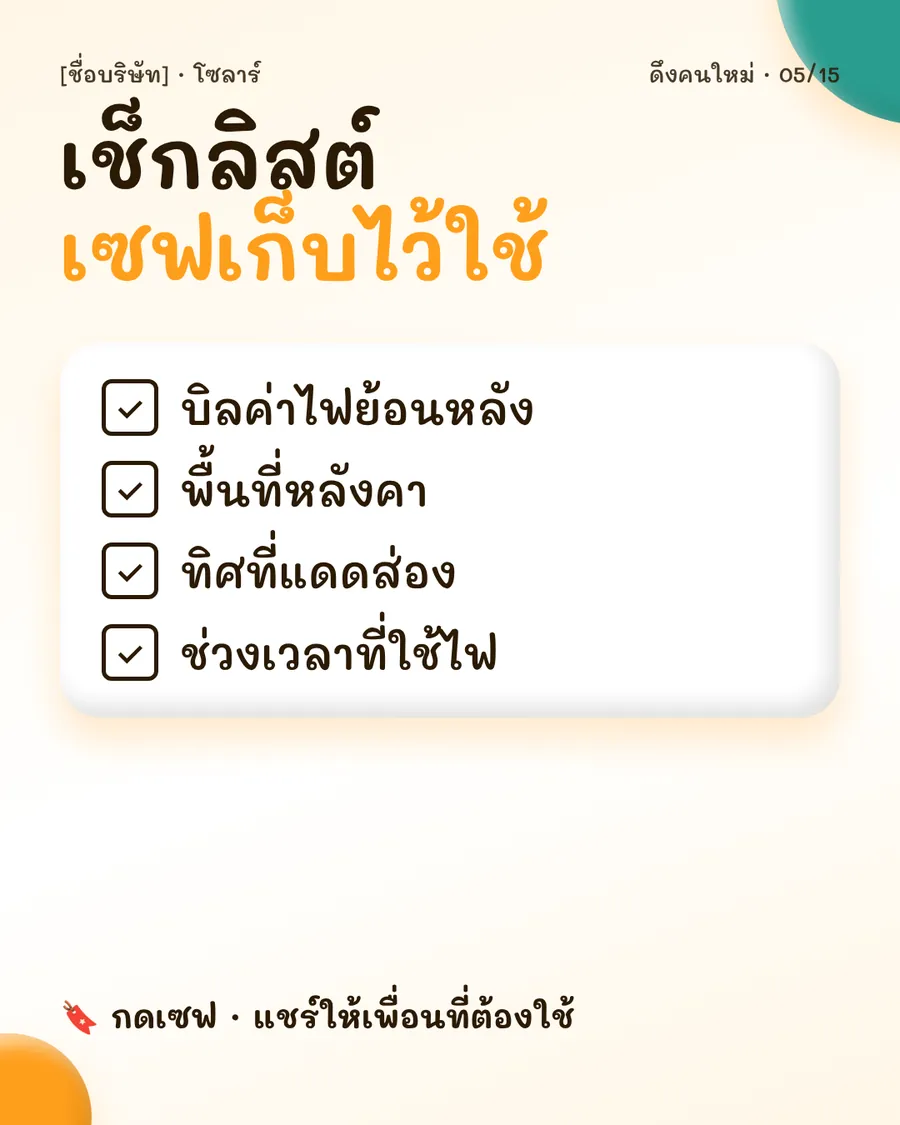 [ชื่อบริษัท] · โซลาร์
ดึงคนใหม่ · 05/15
เช็กลิสต์
เซฟเก็บไว้ใช้
บิลค่าไฟย้อนหลัง
พื้นที่หลังคา
ทิศที่แดดส่อง
ช่วงเวลาที่ใช้ไฟ
กดเซฟ · แชร์ให้เพื่อนที่ต้องใช้